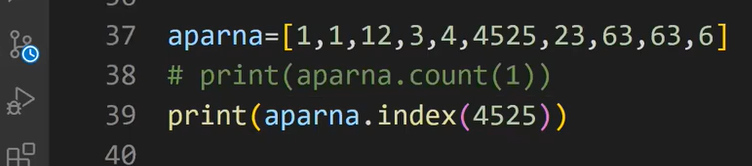 37 aparna=[1,1,12,3,4,4525,23,63,63,6]
38 # print(aparna.count(1))
39 print(aparna.index(4525))
40